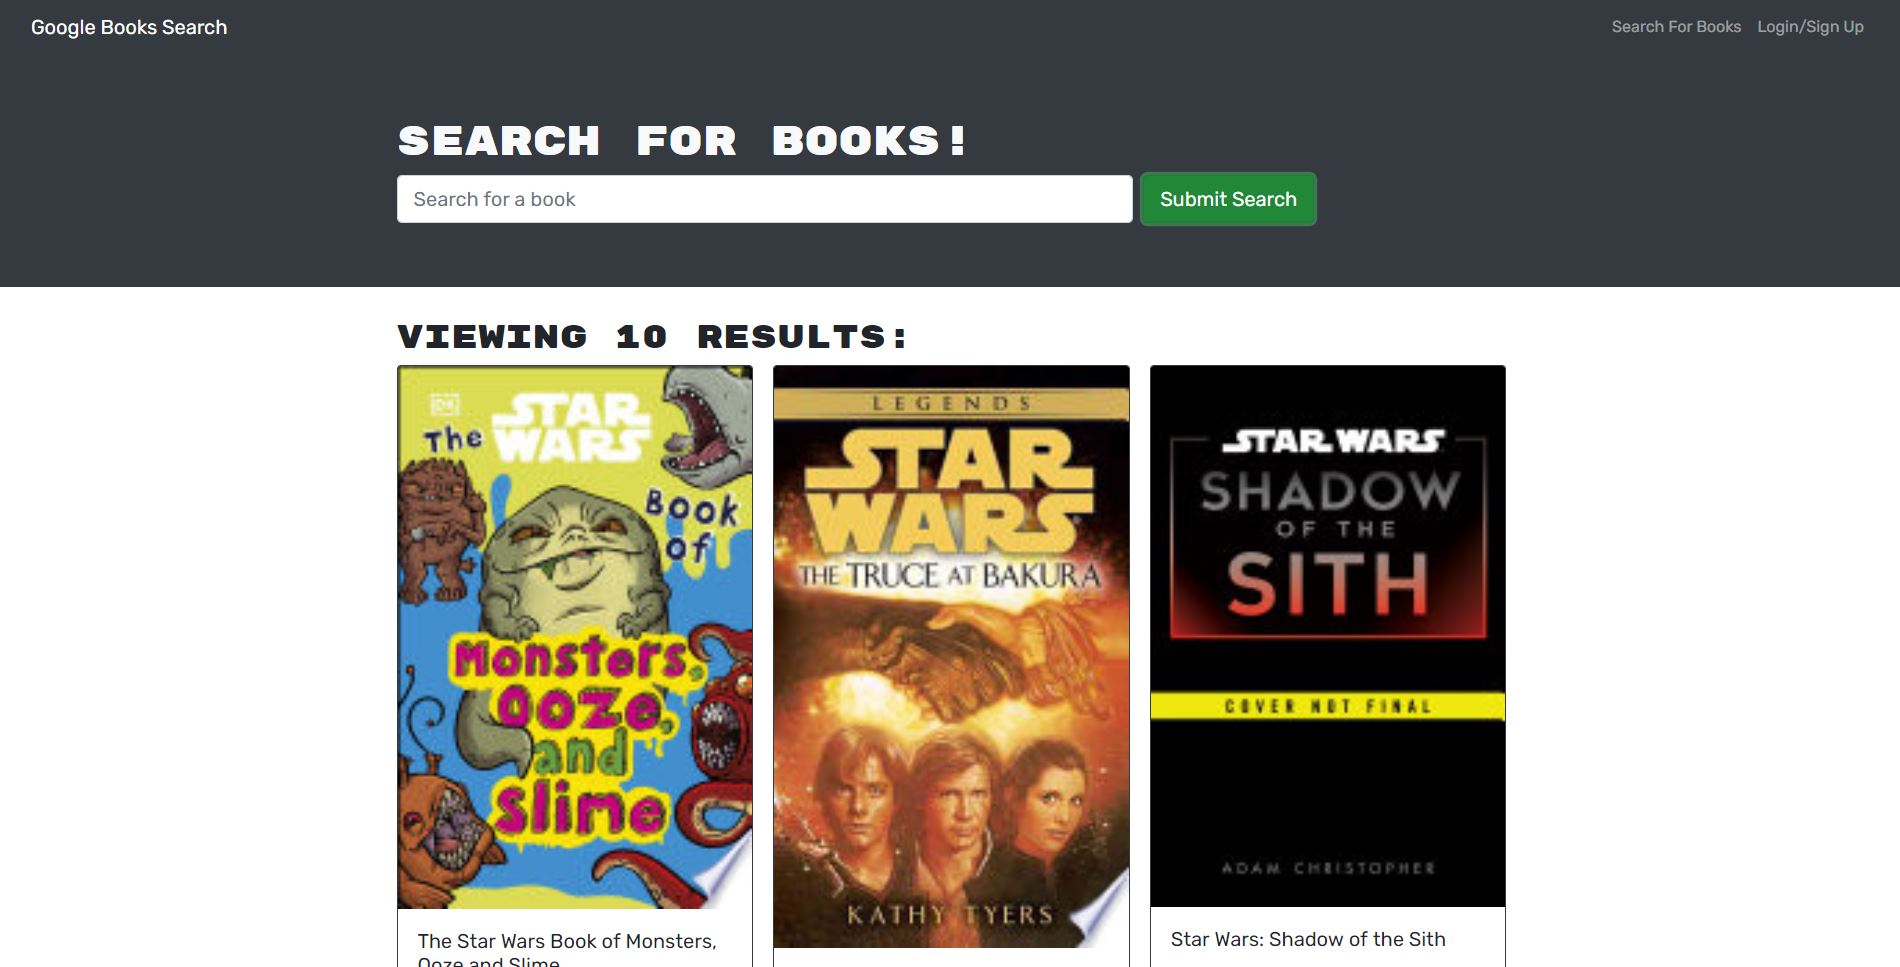 Google Books Search
Search For Books
Login/Sign Up
SEARCH FOR BOOKS!
Search for a book
Submit Search
VIEWING 10 RESULTS:
DK
STAR
The WARS
Book
of
Monsters,
Ooze,
and
Slime
The Star Wars Book of Monsters,
Ooze and Slime
LEGENDS
STAR
WARS
THE TRUCE AT BAKURA
KATHY TYERS
STAR WARS
SHADOW
OF THE
SITH
COVER NOT FINAL
ADAM CHRISTOPHER
Star Wars: Shadow of the Sith